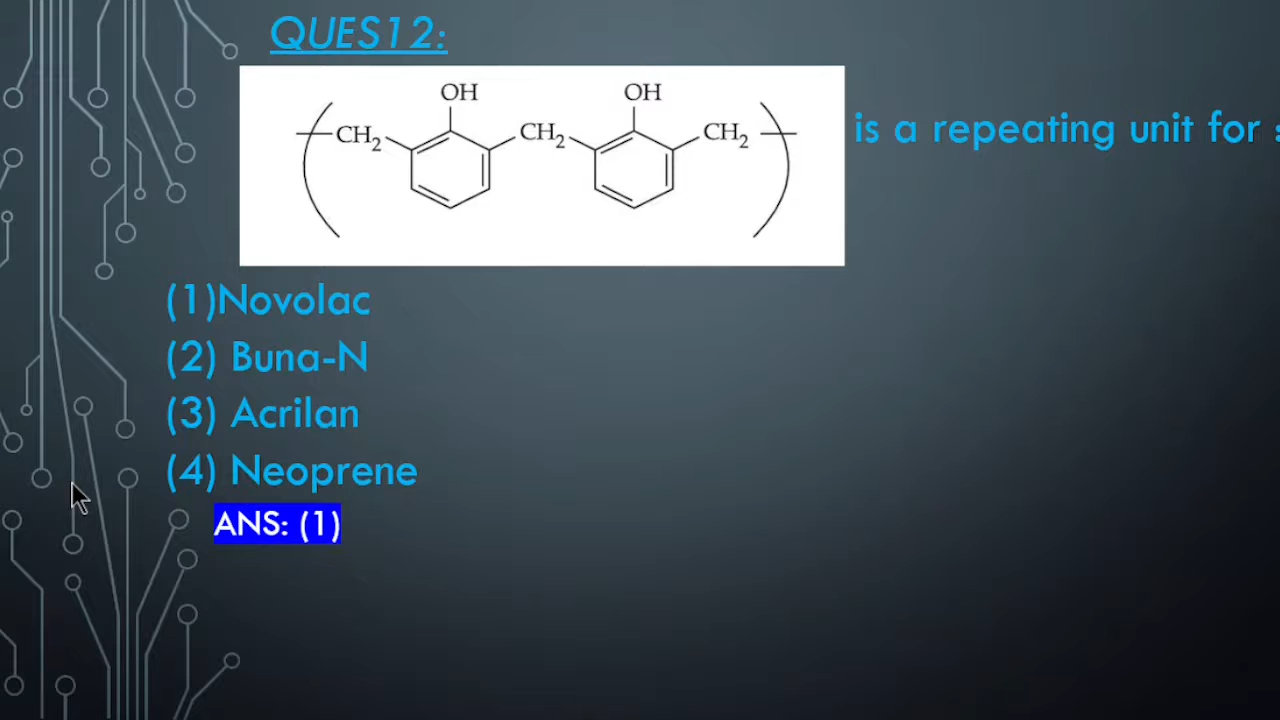 QUES12:
OH OH
CH2 CH2 CH2 is a repeating unit for :
(1)Novolac
(2) Buna-N
(3) Acrilan
(4) Neoprene
ANS: (1)